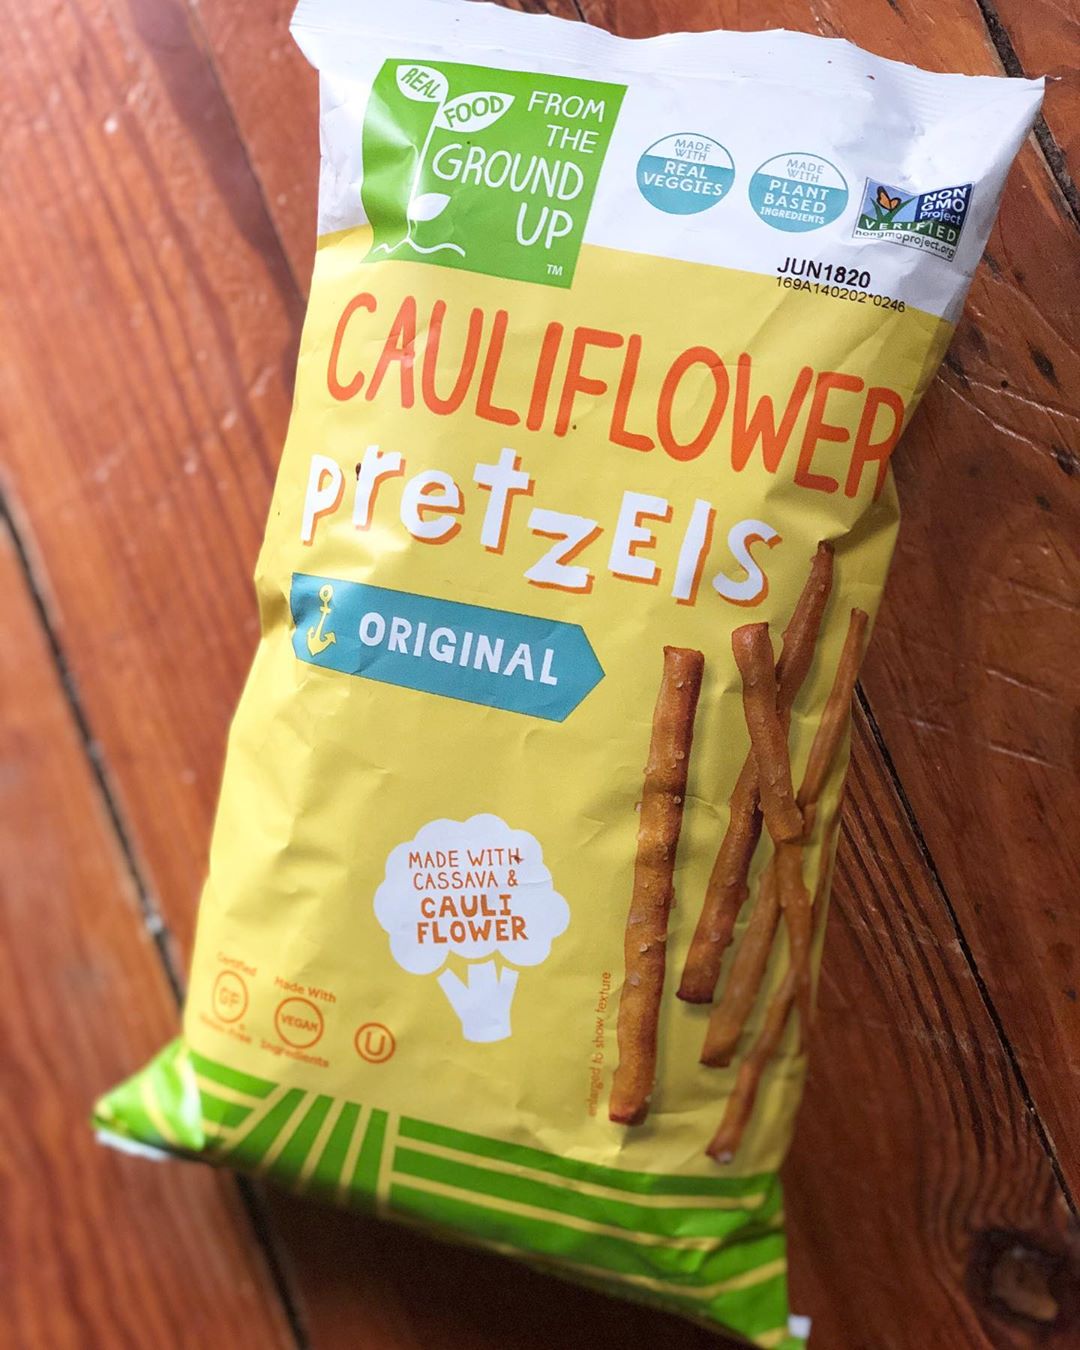 REAL
FOOD
FROM
THE
GROUND
UP
TM
MADE
WITH
REAL
VEGGIES
MADE
WITH
PLANT
BASED
INGREDIENTS
NON
GMO
Project
VERIFIED
nongmoproject.org
JUN1820
169A140202*0246
CAULIFLOWER
pretzels
ORIGINAL
MADE WITH
CASSAVA &
CAULI
FLOWER
Certified
GF
Gluten-Free
Made With
VEGAN
Ingredients
U
enlarged to show texture